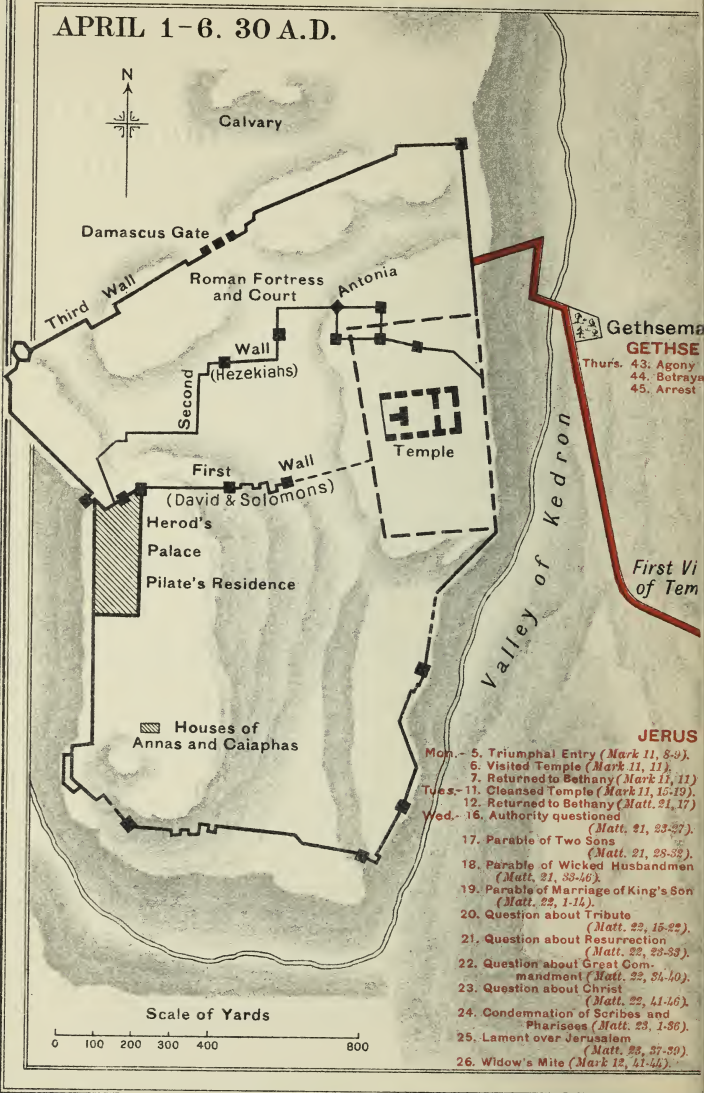 APRIL 1-6. 30 A.D.
N
Calvary
Damascus Gate
Third Wall
Roman Fortress
and Court
Antonia
Second Wall
(Hezekiahs)
First Wall
(David & Solomons)
Temple
Herod's
Palace
Pilate's Residence
Houses of
Annas and Caiaphas
Valley of Kedron
Gethsema
GETHSE
Thurs. 43. Agony
44. Betraya
45. Arrest
First Vi
of Tem
JERUS
Mon.- 5. Triumphal Entry (Mark 11, 8-9).
6. Visited Temple (Mark 11, 11).
7. Returned to Bethany (Mark 11, 11)
Tues.- 11. Cleansed Temple (Mark 11, 15-19).
12. Returned to Bethany (Matt. 21, 17)
Wed.- 16. Authority questioned
(Matt. 21, 23-27).
17. Parable of Two Sons
(Matt. 21, 28-32).
18. Parable of Wicked Husbandmen
(Matt. 21, 33-46).
19. Parable of Marriage of King's Son
(Matt. 22, 1-14).
20. Question about Tribute
(Matt. 22, 15-22).
21. Question about Resurrection
(Matt. 22, 23-33).
22. Question about Great Com-
mandment (Matt. 22, 34-40).
23. Question about Christ
(Matt. 22, 41-46).
24. Condemnation of Scribes and
Pharisees (Matt. 23, 1-36).
25. Lament over Jerusalem
(Matt. 23, 37-39).
26. Widow's Mite (Mark 12, 41-44).
Scale of Yards
0 100 200 300 400 800